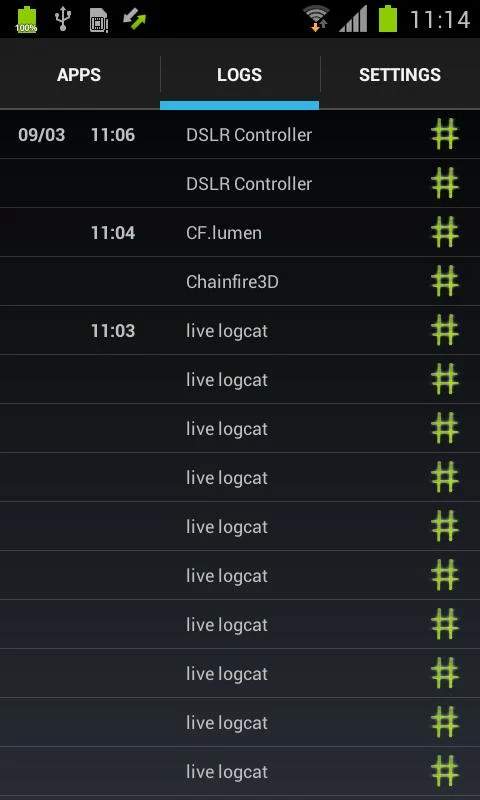 100% 11:14
APPS LOGS SETTINGS
09/03 11:06 DSLR Controller #
DSLR Controller #
11:04 CF.lumen #
Chainfire3D #
11:03 live logcat #
live logcat #
live logcat #
live logcat #
live logcat #
live logcat #
live logcat #
live logcat #
live logcat #
live logcat #